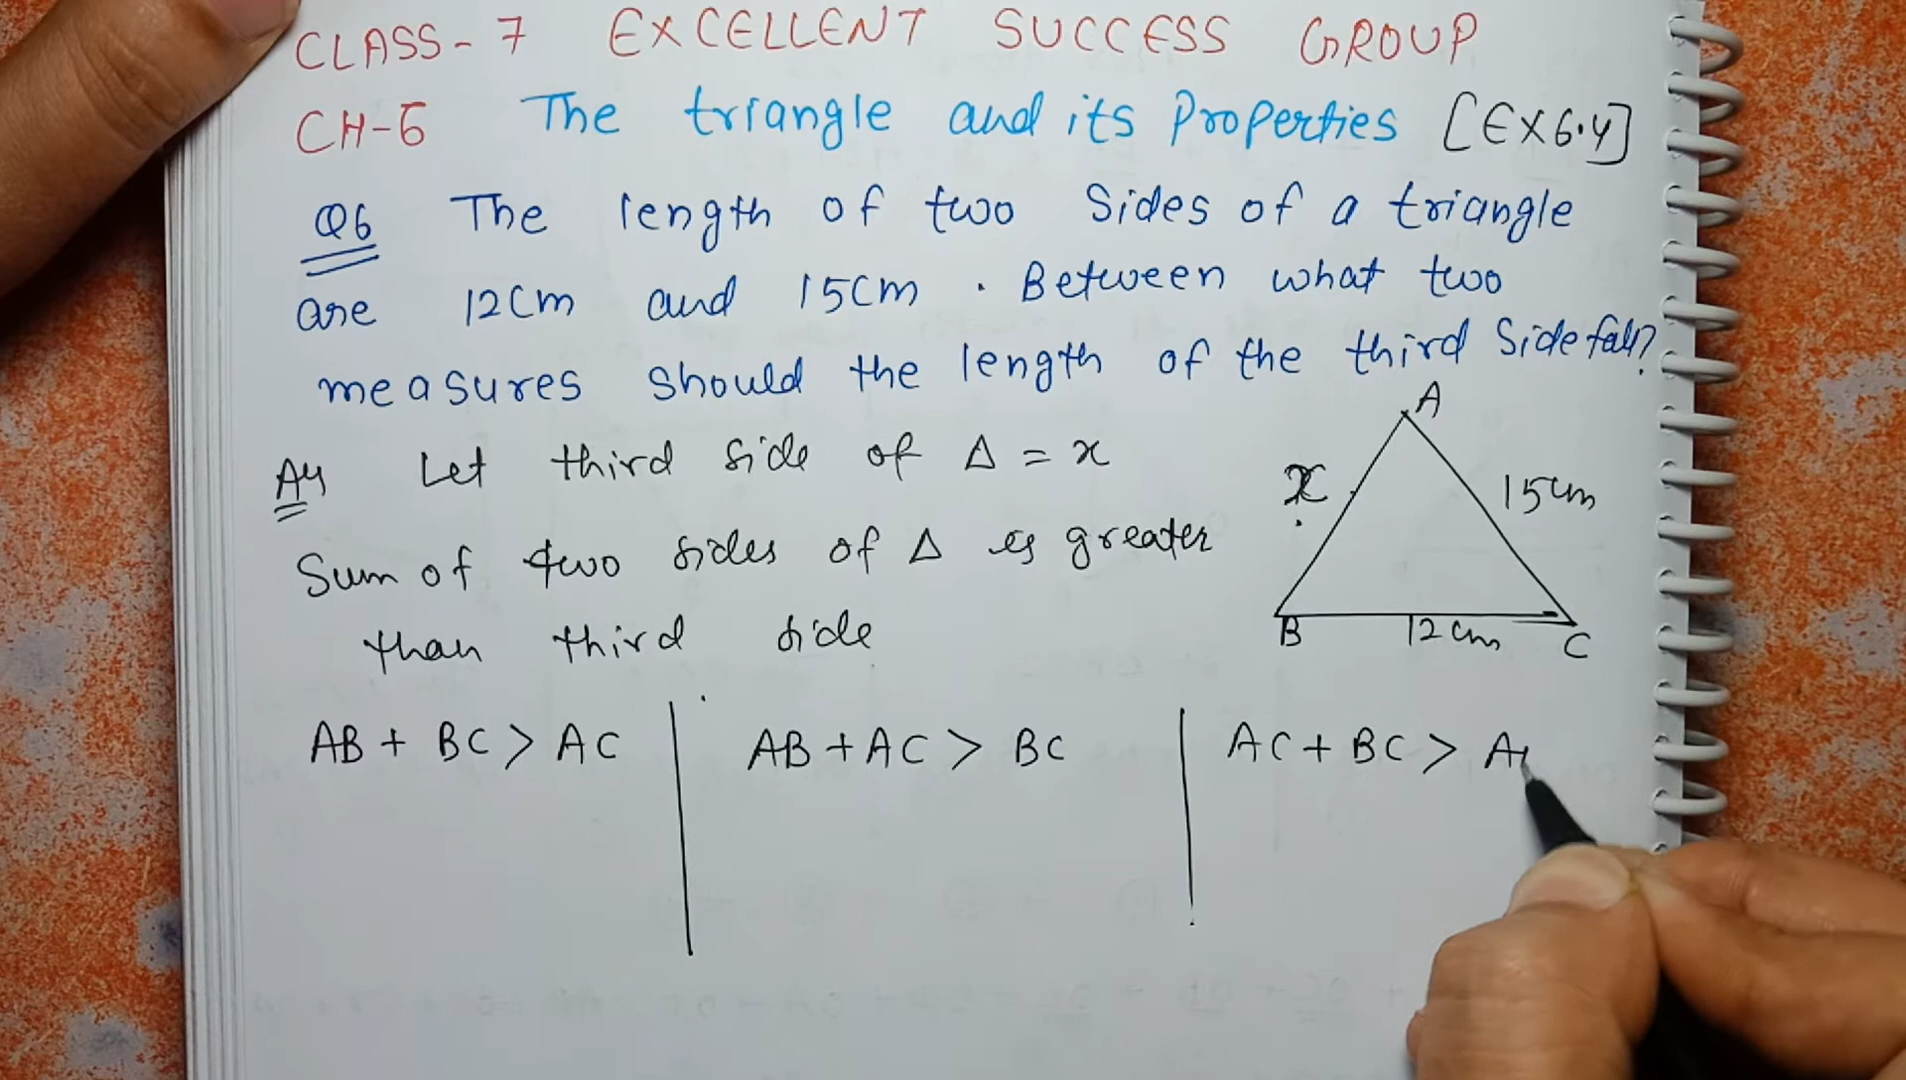 CLASS-7 EXCELLENT SUCCESS GROUP
CH-6 The triangle and its Properties [EX 6.4]
Q6 The length of two Sides of a triangle
are 12cm and 15cm. Between what two
measures should the length of the third Side fall?
Let third side of Δ = x
Sum of two sides of Δ is greater
than third side
A
x
15cm
B
12cm
C
AB + BC > AC
AB + AC > BC
AC + BC > A